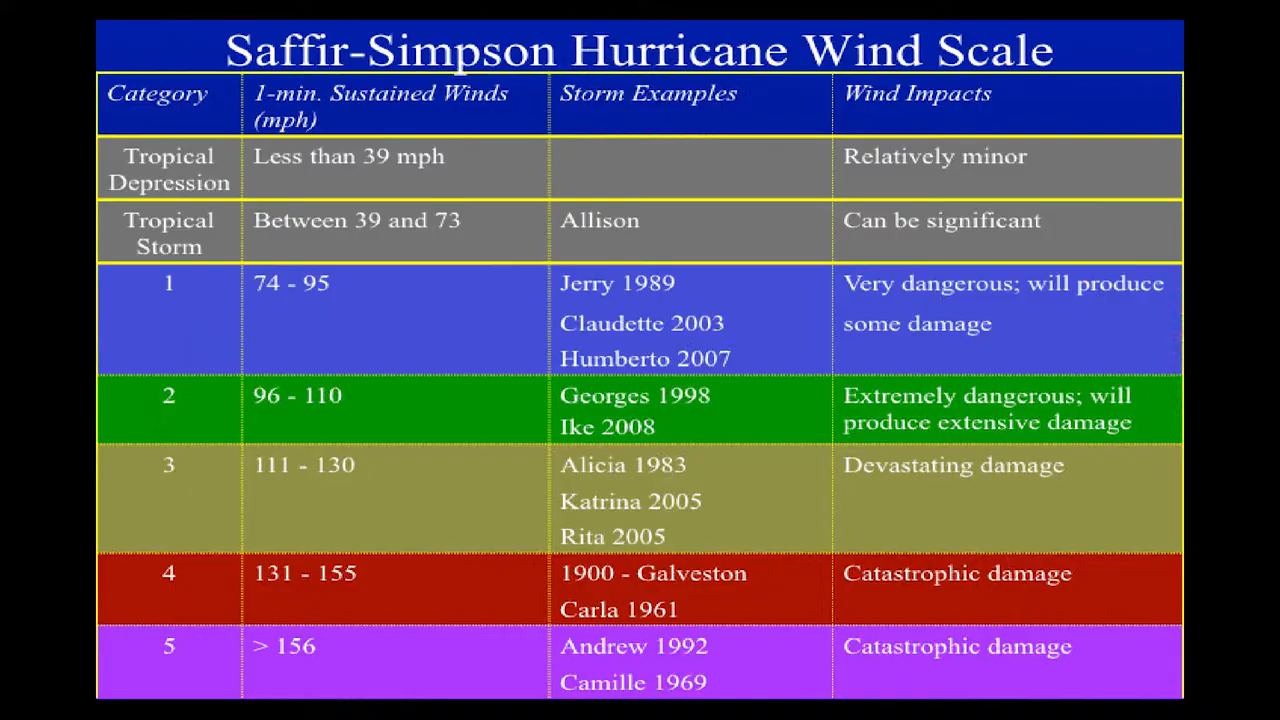 Saffir-Simpson Hurricane Wind Scale
Category 1-min. Sustained Winds Storm Examples Wind Impacts
(mph)
Tropical Less than 39 mph Relatively minor
Depression
Tropical Between 39 and 73 Allison Can be significant
Storm
1 74 - 95 Jerry 1989 Very dangerous; will produce
Claudette 2003 some damage
Humberto 2007
2 96 - 110 Georges 1998 Extremely dangerous; will
Ike 2008 produce extensive damage
3 111 - 130 Alicia 1983 Devastating damage
Katrina 2005
Rita 2005
4 131 - 155 1900 - Galveston Catastrophic damage
Carla 1961
5 > 156 Andrew 1992 Catastrophic damage
Camille 1969